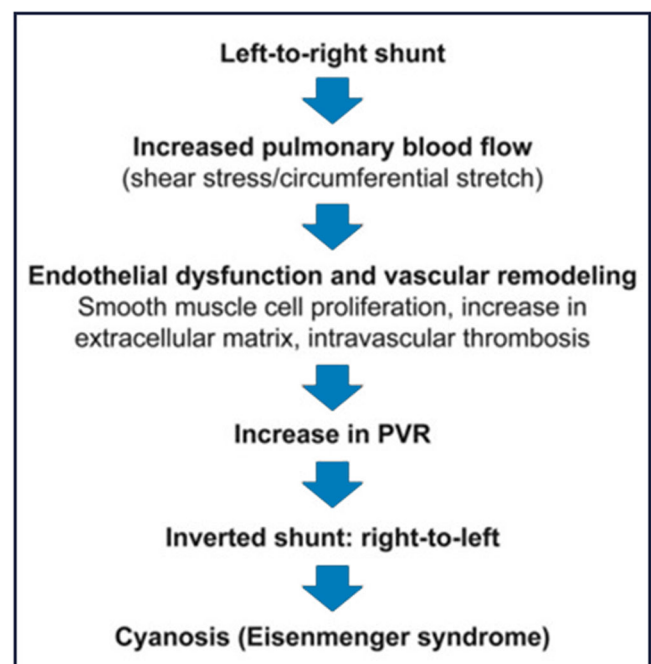 Left-to-right shunt
Increased pulmonary blood flow
(shear stress/circumferential stretch)
Endothelial dysfunction and vascular remodeling
Smooth muscle cell proliferation, increase in
extracellular matrix, intravascular thrombosis
Increase in PVR
Inverted shunt: right-to-left
Cyanosis (Eisenmenger syndrome)